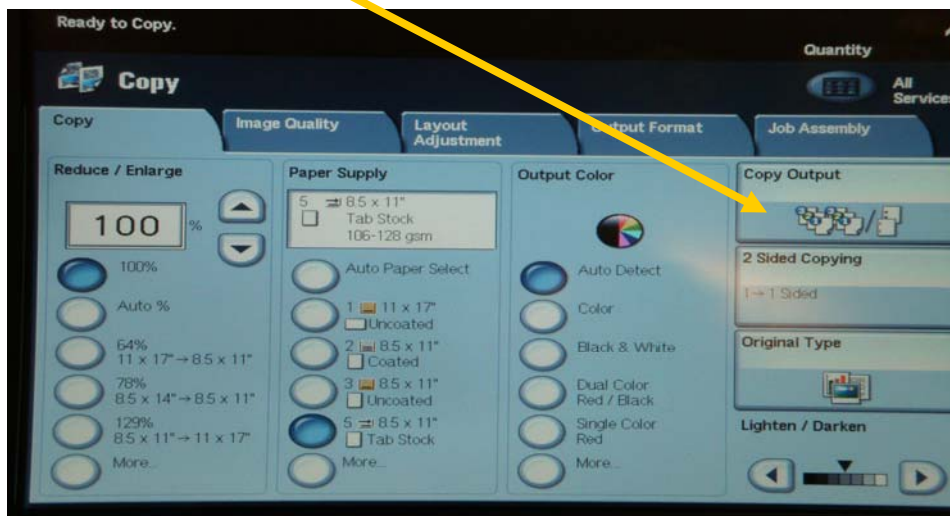 Ready to Copy.
Quantity
Copy
All
Services
Copy
Image Quality
Layout
Adjustment
Output Format
Job Assembly
Reduce / Enlarge
100 %
100%
Auto %
64%
11 x 17" → 8.5 x 11"
78%
8.5 x 14" → 8.5 x 11"
129%
8.5 x 11" → 11 x 17"
More...
Paper Supply
5 8.5 x 11"
Tab Stock
106-128 gsm
Auto Paper Select
1 11 x 17"
Uncoated
2 8.5 x 11"
Coated
3 8.5 x 11"
Uncoated
5 8.5 x 11"
Tab Stock
More...
Output Color
Auto Detect
Color
Black & White
Dual Color
Red / Black
Single Color
Red
More...
Copy Output
2 Sided Copying
1 → 1 Sided
Original Type
Lighten / Darken